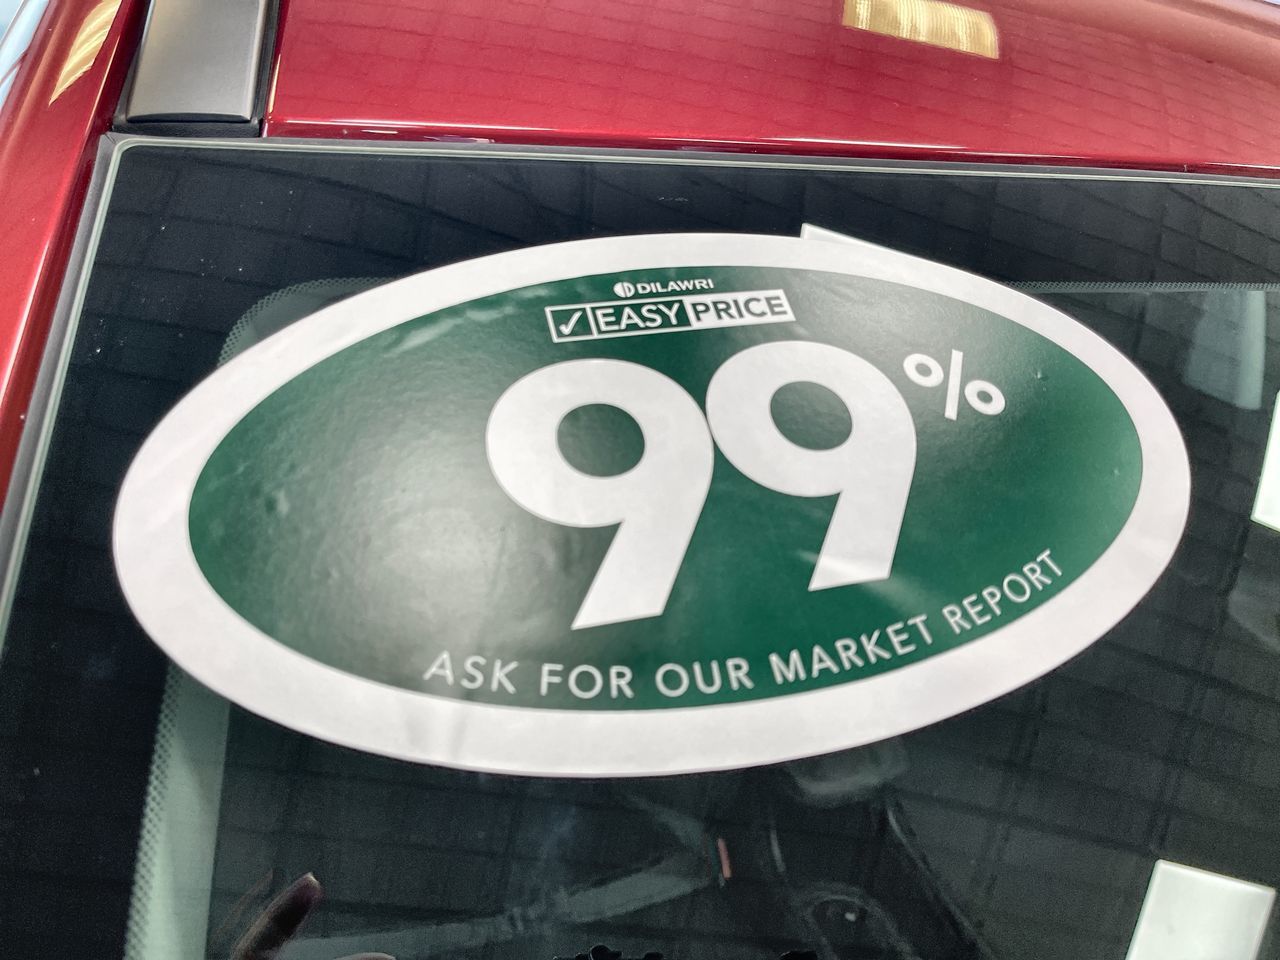 DILAWRI
✓ EASY PRICE
99%
ASK FOR OUR MARKET REPORT